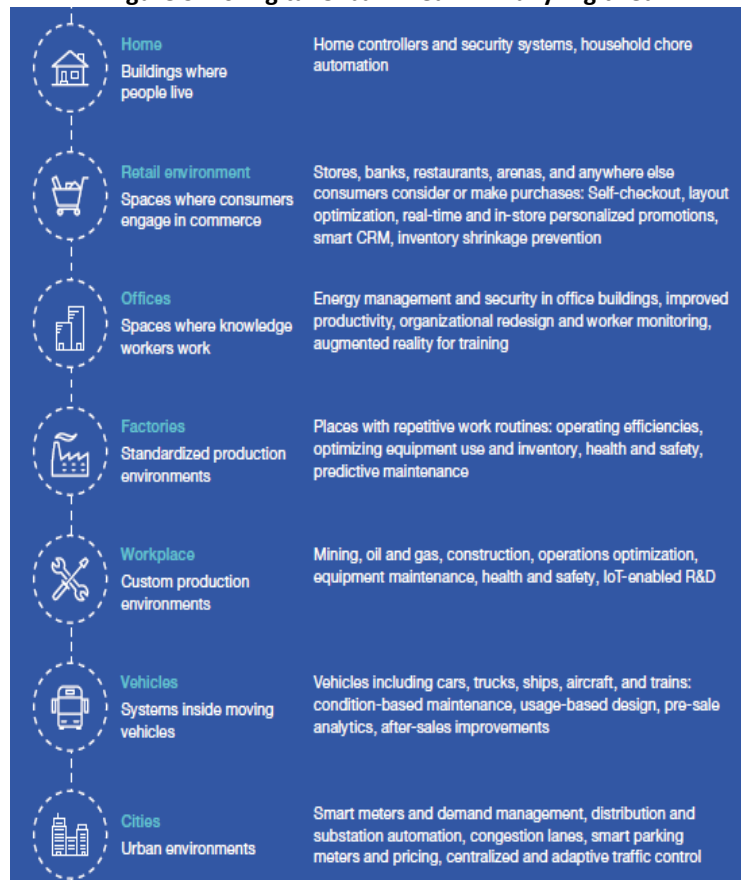 Home
Buildings where
people live
Home controllers and security systems, household chore
automation
Retail environment
Spaces where consumers
engage in commerce
Stores, banks, restaurants, arenas, and anywhere else
consumers consider or make purchases: Self-checkout, layout
optimization, real-time and in-store personalized promotions,
smart CRM, inventory shrinkage prevention
Offices
Spaces where knowledge
workers work
Energy management and security in office buildings, improved
productivity, organizational redesign and worker monitoring,
augmented reality for training
Factories
Standardized production
environments
Places with repetitive work routines: operating efficiencies,
optimizing equipment use and inventory, health and safety,
predictive maintenance
Workplace
Custom production
environments
Mining, oil and gas, construction, operations optimization,
equipment maintenance, health and safety, IoT-enabled R&D
Vehicles
Systems inside moving
vehicles
Vehicles including cars, trucks, ships, aircraft, and trains:
condition-based maintenance, usage-based design, pre-sale
analytics, after-sales improvements
Cities
Urban environments
Smart meters and demand management, distribution and
substation automation, congestion lanes, smart parking
meters and pricing, centralized and adaptive traffic control